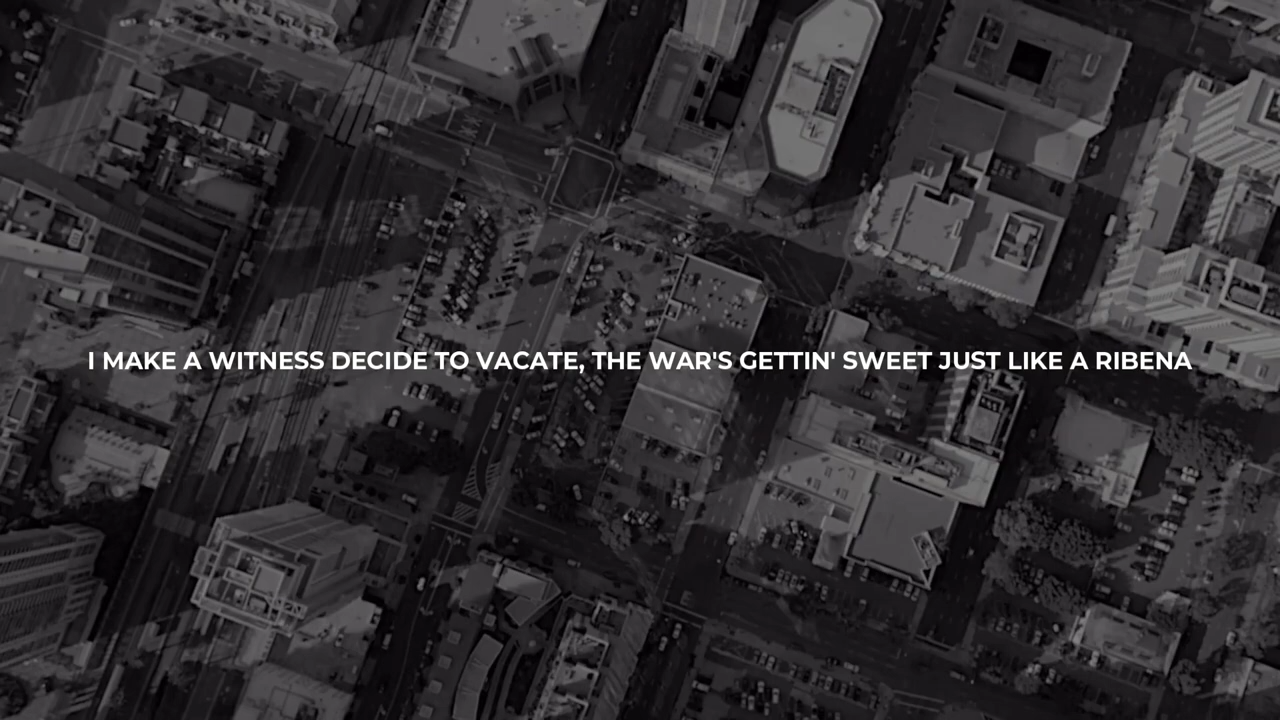 I MAKE A WITNESS DECIDE TO VACATE, THE WAR'S GETTIN' SWEET JUST LIKE A RIBENA